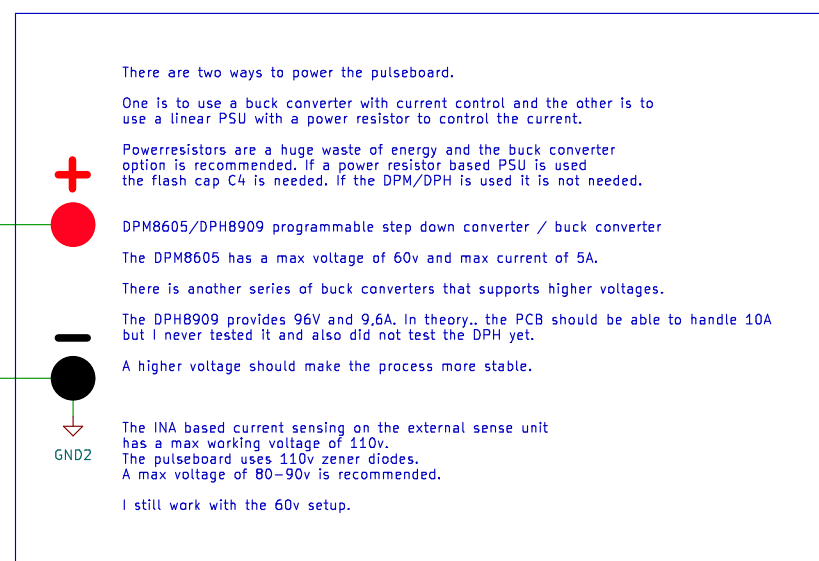 There are two ways to power the pulseboard.
One is to use a buck converter with current control and the other is to
use a linear PSU with a power resistor to control the current.
Powerresistors are a huge waste of energy and the buck converter
option is recommended. If a power resistor based PSU is used
the flash cap C4 is needed. If the DPM/DPH is used it is not needed.
+
DPM8605/DPH8909 programmable step down converter / buck converter
The DPM8605 has a max voltage of 60v and max current of 5A.
There is another series of buck converters that supports higher voltages.
The DPH8909 provides 96V and 9,6A. In theory.. the PCB should be able to handle 10A
but I never tested it and also did not test the DPH yet.
–
A higher voltage should make the process more stable.
The INA based current sensing on the external sense unit
has a max working voltage of 110v.
GND2
The pulseboard uses 110v zener diodes.
A max voltage of 80-90v is recommended.
I still work with the 60v setup.